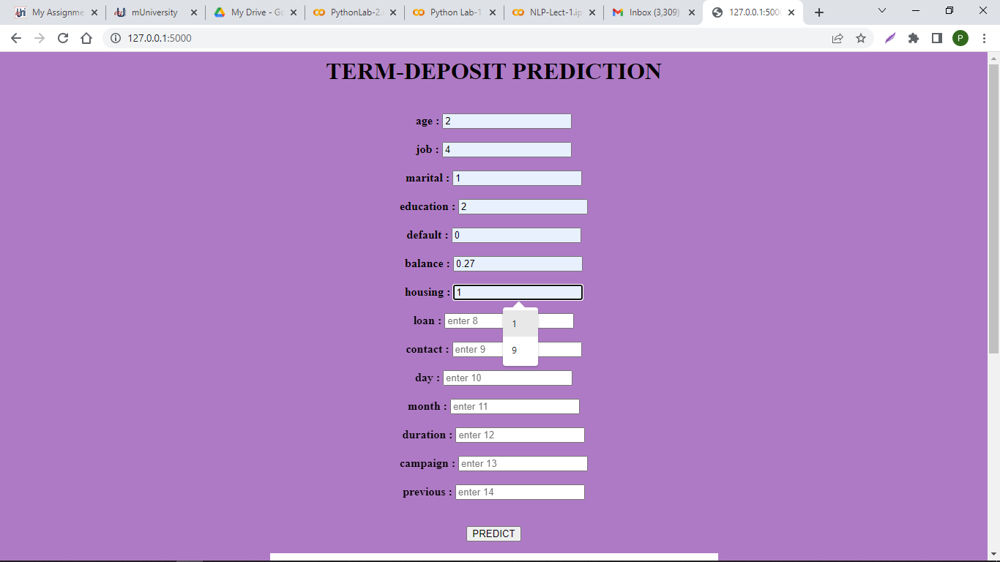 My Assignme
mUniversity
My Drive - Go
PythonLab-2.
Python Lab-1
NLP-Lect-1.ip
Inbox (3,309)
127.0.0.1:500
127.0.0.1:5000
P
TERM-DEPOSIT PREDICTION
age : 2
job : 4
marital : 1
education : 2
default : 0
balance : 0.27
housing : 1
loan : enter 8
1
contact : enter 9
9
day : enter 10
month : enter 11
duration : enter 12
campaign : enter 13
previous : enter 14
PREDICT